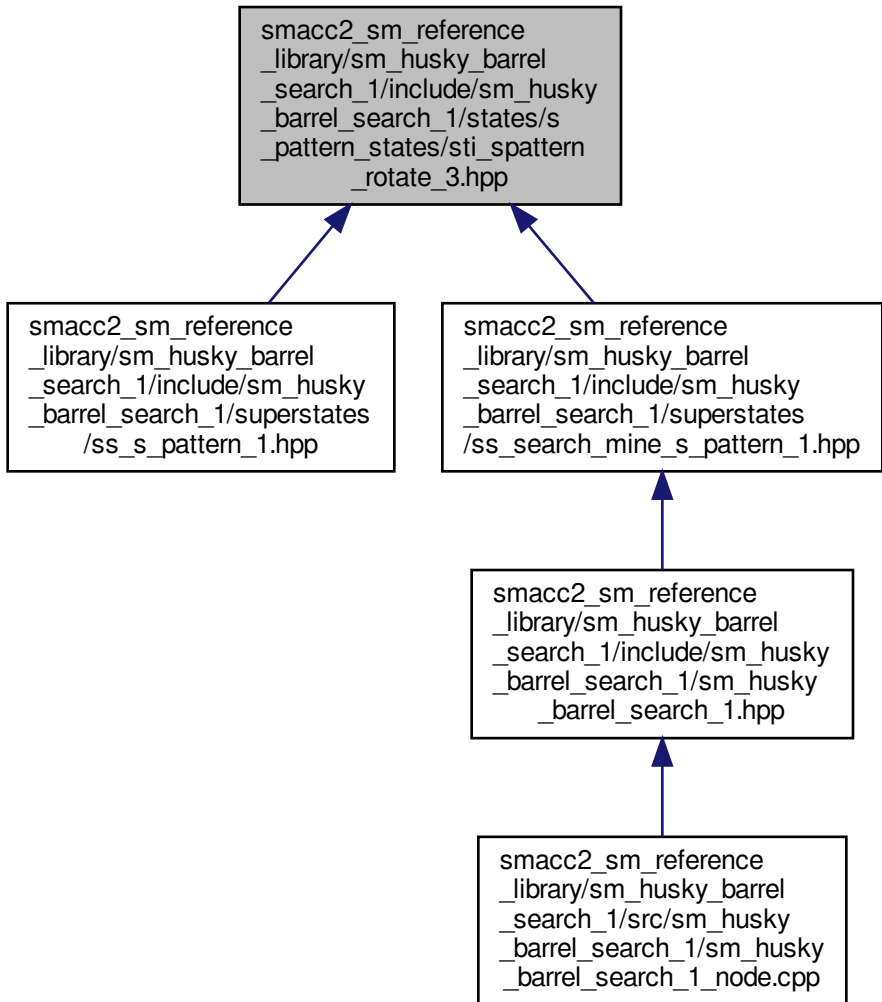 smacc2_sm_reference
_library/sm_husky_barrel
_search_1/include/sm_husky
_barrel_search_1/states/s
_pattern_states/sti_spattern
_rotate_3.hpp
smacc2_sm_reference
_library/sm_husky_barrel
_search_1/include/sm_husky
_barrel_search_1/superstates
/ss_s_pattern_1.hpp
smacc2_sm_reference
_library/sm_husky_barrel
_search_1/include/sm_husky
_barrel_search_1/superstates
/ss_search_mine_s_pattern_1.hpp
smacc2_sm_reference
_library/sm_husky_barrel
_search_1/include/sm_husky
_barrel_search_1/sm_husky
_barrel_search_1.hpp
smacc2_sm_reference
_library/sm_husky_barrel
_search_1/src/sm_husky
_barrel_search_1/sm_husky
_barrel_search_1_node.cpp